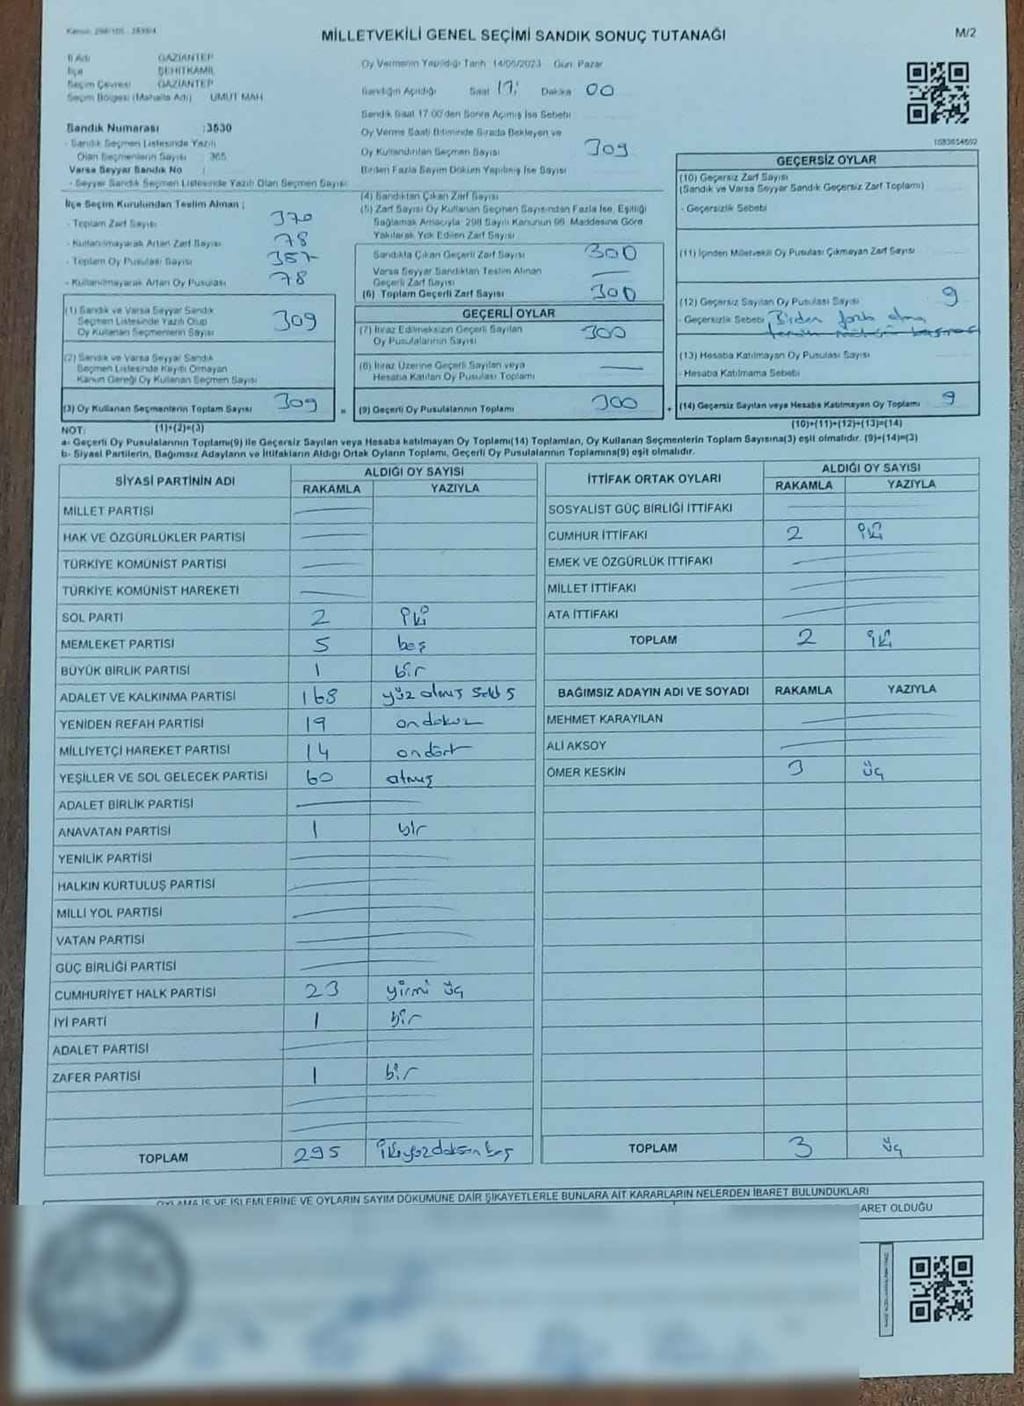 MİLLETVEKİLİ GENEL SEÇİMİ SANDIK SONUÇ TUTANAĞI
M/2
İl Adı GAZİANTEP
İlçe ŞEHİTKAMİL
Seçim Çevresi GAZİANTEP
Seçim Bölgesi (Mahalle Adı) UMUT MAH.
Sandık Numarası :3530
- Sandık Seçmen Listesinde Yazılı
Olan Seçmenlerin Sayısı : 365
Varsa Seyyar Sandık No :
- Seyyar Sandık Seçmen Listesinde Yazılı Olan Seçmen Sayısı:
Oy Vermenin Yapıldığı Tarih 14/05/2023 Gün: Pazar
Sandığın Açıldığı Saat 17: Dakika 00
Sandık Saat 17:00'den Sonra Açılmış İse Sebebi
Oy Verme Saati Bitiminde Sırada Bekleyen ve
Oy Kullandırılan Seçmen Sayısı 309
Birden Fazla Sayım Döküm Yapılmış İse Sayısı
İlçe Seçim Kurulundan Teslim Alınan ;
- Toplam Zarf Sayısı 370
- Kullanılmayarak Artan Zarf Sayısı 78
- Toplam Oy Pusulası Sayısı 357
- Kullanılmayarak Artan Oy Pusulası 78
(1) Sandık ve Varsa Seyyar Sandık
Seçmen Listesinde Yazılı Olup
Oy Kullanan Seçmenlerin Sayısı 309
(2) Sandık ve Varsa Seyyar Sandık
Seçmen Listesinde Kayıtlı Olmayan
Kanun Gereği Oy Kullanan Seçmen Sayısı
(3) Oy Kullanan Seçmenlerin Toplam Sayısı 309
(1)+(2)=(3)
(4) Sandıktan Çıkan Zarf Sayısı
(5) Zarf Sayısı Oy Kullanan Seçmen Sayısından Fazla İse, Eşitliği
Sağlamak Amacıyla 298 Sayılı Kanunun 98. Maddesine Göre
Yakılarak Yok Edilen Zarf Sayısı
Sandıkta Çıkan Geçerli Zarf Sayısı 300
Varsa Seyyar Sandıktan Teslim Alınan
Geçerli Zarf Sayısı
(6) Toplam Geçerli Zarf Sayısı 300
GEÇERLİ OYLAR
(7) İtiraz Edilmeksizin Geçerli Sayılan
Oy Pusulalarının Sayısı 300
(8) İtiraz Üzerine Geçerli Sayılan veya
Hesaba Katılan Oy Pusulası Toplamı
= (9) Geçerli Oy Pusulalarının Toplamı 300
GEÇERSİZ OYLAR
(10) Geçersiz Zarf Sayısı
(Sandık ve Varsa Seyyar Sandık Geçersiz Zarf Toplamı)
- Geçersizlik Sebebi
(11) İçinden Milletvekili Oy Pusulası Çıkmayan Zarf Sayısı
(12) Geçersiz Sayılan Oy Pusulası Sayısı 9
- Geçersizlik Sebebi Birden fazla
(13) Hesaba Katılmayan Oy Pusulası Sayısı
- Hesaba Katılmama Sebebi
+ (14) Geçersiz Sayılan veya Hesaba Katılmayan Oy Toplamı 9
(10)+(11)+(12)+(13)=(14)
NOT:
a- Geçerli Oy Pusulalarının Toplamı(9) ile Geçersiz Sayılan veya Hesaba katılmayan Oy Toplamı(14) Toplamları, Oy Kullanan Seçmenlerin Toplam Sayısına(3) eşit olmalıdır. (9)+(14)=(3)
b- Siyasi Partilerin, Bağımsız Adayların ve İttifakların Aldığı Ortak Oyların Toplamı, Geçerli Oy Pusulalarının Toplamına(9) eşit olmalıdır.
SİYASİ PARTİNİN ADI ALDIĞI OY SAYISI
RAKAMLA YAZIYLA
MİLLET PARTİSİ
HAK VE ÖZGÜRLÜKLER PARTİSİ
TÜRKİYE KOMÜNİST PARTİSİ
TÜRKİYE KOMÜNİST HAREKETİ
SOL PARTİ 2 iki
MEMLEKET PARTİSİ 5 beş
BÜYÜK BİRLİK PARTİSİ 1 bir
ADALET VE KALKINMA PARTİSİ 168
YENİDEN REFAH PARTİSİ 19 ondokuz
MİLLİYETÇİ HAREKET PARTİSİ 14 ondört
YEŞİLLER VE SOL GELECEK PARTİSİ 60 atmış
ADALET BİRLİK PARTİSİ
ANAVATAN PARTİSİ 1 bir
YENİLİK PARTİSİ
HALKIN KURTULUŞ PARTİSİ
MİLLİ YOL PARTİSİ
VATAN PARTİSİ
GÜÇ BİRLİĞİ PARTİSİ
CUMHURİYET HALK PARTİSİ 23 yirmi üç
İYİ PARTİ 1 bir
ADALET PARTİSİ
ZAFER PARTİSİ 1 bir
TOPLAM 295 ikiyüzdoksan beş
İTTİFAK ORTAK OYLARI ALDIĞI OY SAYISI
RAKAMLA YAZIYLA
SOSYALİST GÜÇ BİRLİĞİ İTTİFAKI
CUMHUR İTTİFAKI 2 iki
EMEK VE ÖZGÜRLÜK İTTİFAKI
MİLLET İTTİFAKI
ATA İTTİFAKI
TOPLAM 2 iki
BAĞIMSIZ ADAYIN ADI VE SOYADI RAKAMLA YAZIYLA
MEHMET KARAYILAN
ALİ AKSOY
ÖMER KESKİN 3 üç
TOPLAM 3 üç
OYLAMA İŞ VE İŞLEMLERİNE VE OYLARIN SAYIM DÖKÜMÜNE DAİR ŞİKAYETLERLE BUNLARA AİT KARARLARIN NELERDEN İBARET BULUNDUKLARI
ARET OLDUĞU